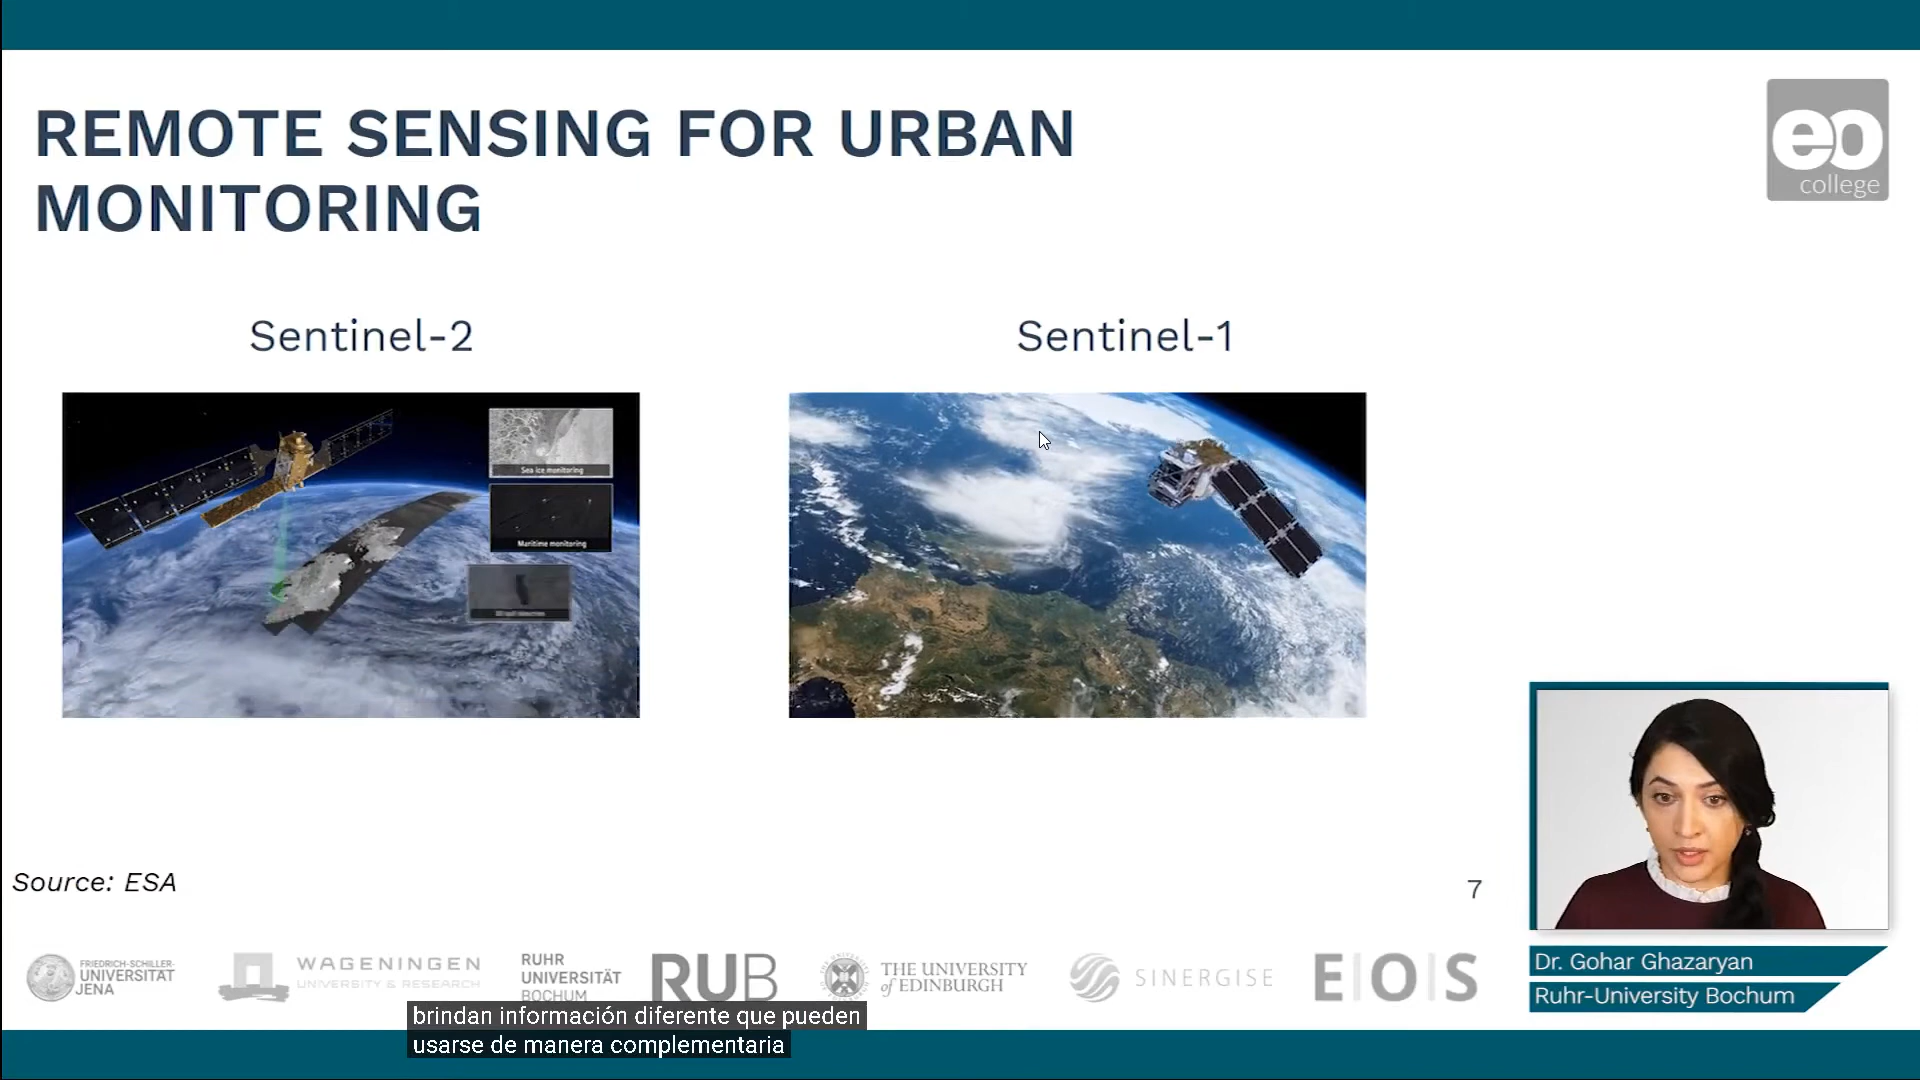 REMOTE SENSING FOR URBAN
MONITORING
eo
college
Sentinel-2
Sentinel-1
Sea ice monitoring
Maritime monitoring
Source: ESA
7
Dr. Gohar Ghazaryan
Ruhr-University Bochum
FRIEDRICH-SCHILLER-
UNIVERSITÄT
JENA
WAGENINGEN
UNIVERSITY & RESEARCH
RUHR
UNIVERSITÄT
BOCHUM
RUB
THE UNIVERSITY
of EDINBURGH
SINERGISE
E|O|S
brindan información diferente que pueden
usarse de manera complementaria